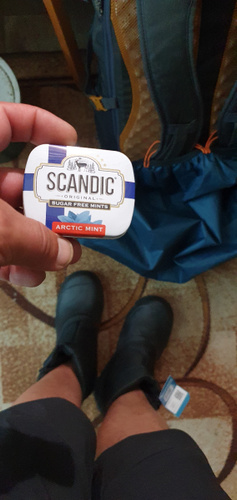 SCANDIC
ORIGINAL
SUGAR FREE MINTS
ARCTIC MINT